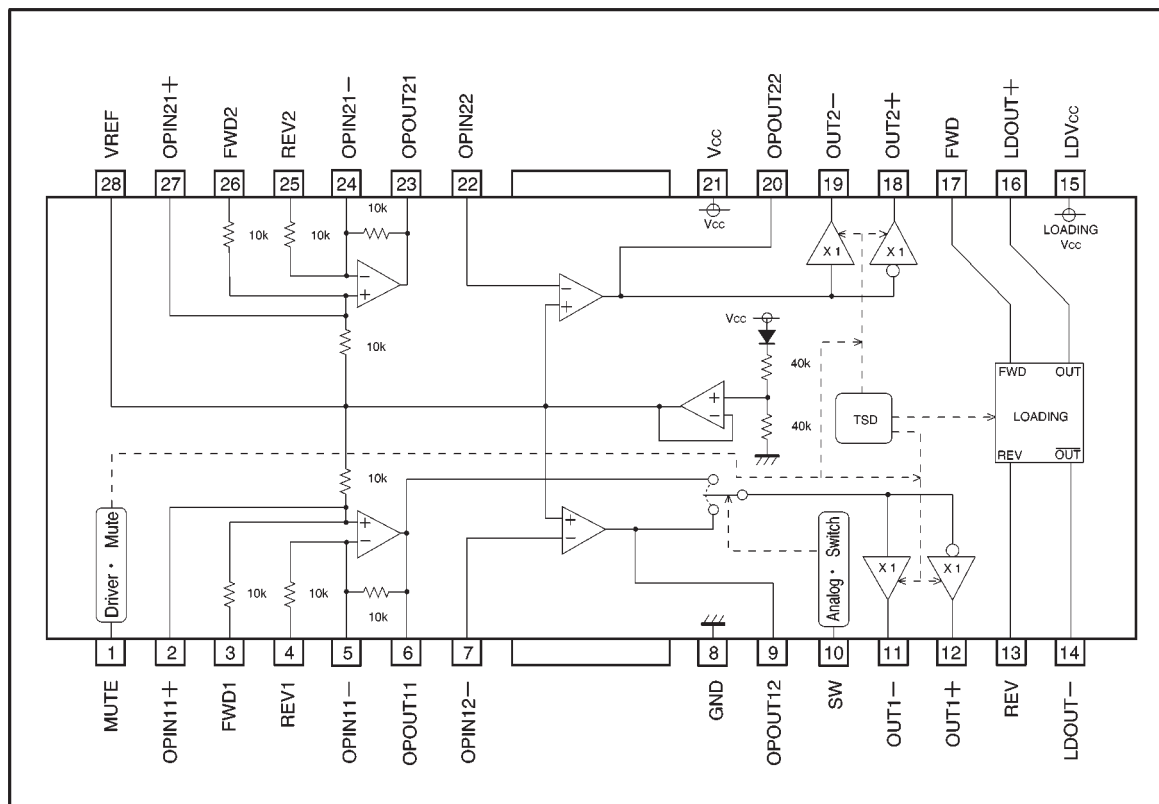 VREF
OPIN21+
FWD2
REV2
OPIN21−
OPOUT21
OPIN22
Vcc
OPOUT22
OUT2−
OUT2+
FWD
LDOUT+
LDVcc
28
27
26
25
24
23
22
21
20
19
18
17
16
15
10k
10k
10k
Vcc
LOADING
Vcc
X 1
X 1
−
+
−
+
10k
Vcc
40k
+
−
40k
TSD
FWD
OUT
LOADING
REV
OUT
10k
+
−
+
−
Driver・Mute
10k
10k
10k
Analog・Switch
X 1
X 1
1
2
3
4
5
6
7
8
9
10
11
12
13
14
MUTE
OPIN11+
FWD1
REV1
OPIN11−
OPOUT11
OPIN12−
GND
OPOUT12
SW
OUT1−
OUT1+
REV
LDOUT−